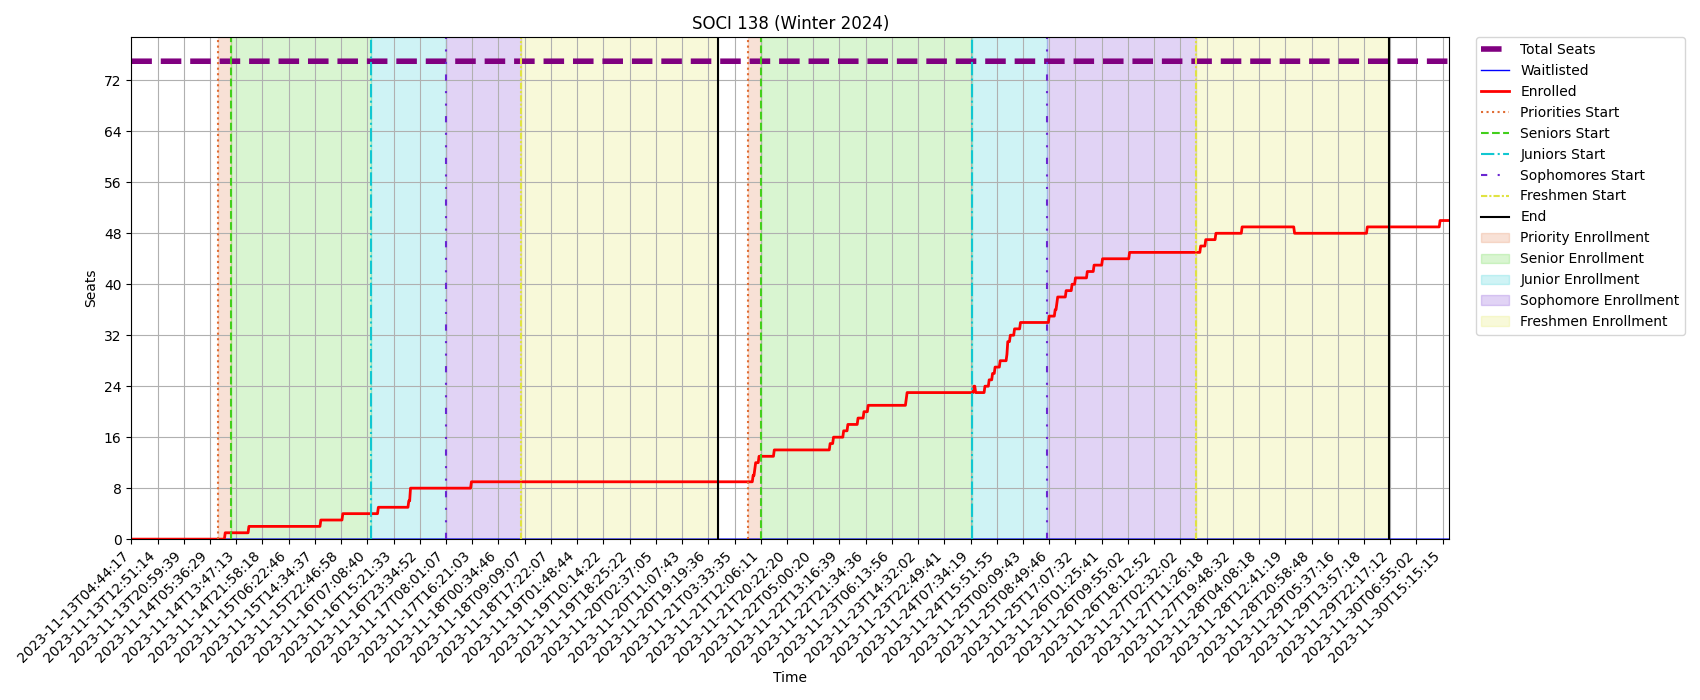 SOCI 138 (Winter 2024)
Seats
72
64
56
48
40
32
24
16
8
0
2023-11-13T04:44:17
2023-11-13T12:51:14
2023-11-13T20:59:39
2023-11-14T05:36:29
2023-11-14T13:47:13
2023-11-14T21:58:18
2023-11-15T06:22:46
2023-11-15T14:34:37
2023-11-15T22:46:58
2023-11-16T07:08:40
2023-11-16T15:21:33
2023-11-16T23:34:52
2023-11-17T08:01:07
2023-11-17T16:21:03
2023-11-18T00:34:46
2023-11-18T09:09:07
2023-11-18T17:22:07
2023-11-19T01:48:44
2023-11-19T10:14:22
2023-11-19T18:25:22
2023-11-20T02:37:05
2023-11-20T11:07:43
2023-11-20T19:19:36
2023-11-21T03:33:35
2023-11-21T12:06:11
2023-11-21T20:22:20
2023-11-22T05:00:20
2023-11-22T13:16:39
2023-11-22T21:34:36
2023-11-23T06:13:56
2023-11-23T14:32:02
2023-11-23T22:49:41
2023-11-24T07:34:19
2023-11-24T15:51:55
2023-11-25T00:09:43
2023-11-25T08:49:46
2023-11-25T17:07:32
2023-11-26T01:25:41
2023-11-26T09:55:02
2023-11-26T18:12:52
2023-11-27T02:32:02
2023-11-27T11:26:18
2023-11-27T19:48:32
2023-11-28T04:08:18
2023-11-28T12:41:19
2023-11-28T20:58:48
2023-11-29T05:37:16
2023-11-29T13:57:18
2023-11-29T22:17:12
2023-11-30T06:55:02
2023-11-30T15:15:15
Time
Total Seats
Waitlisted
Enrolled
Priorities Start
Seniors Start
Juniors Start
Sophomores Start
Freshmen Start
End
Priority Enrollment
Senior Enrollment
Junior Enrollment
Sophomore Enrollment
Freshmen Enrollment